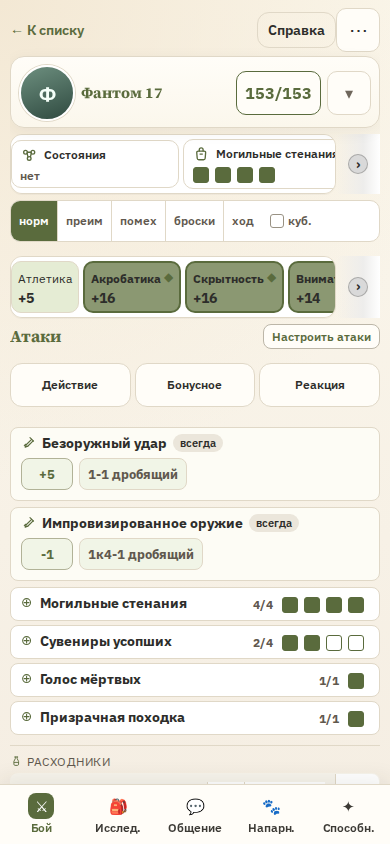 ← К списку
Справка
...
Ф
Фантом 17
153/153
▼
Состояния
нет
Могильные стенания
норм
преим
помех
броски
ход
куб.
Атлетика
+5
Акробатика
+16
Скрытность
+16
Внима
+14
Атаки
Настроить атаки
Действие
Бонусное
Реакция
Безоружный удар
всегда
+5
1-1 дробящий
Импровизированное оружие
всегда
-1
1к4-1 дробящий
Могильные стенания
4/4
Сувениры усопших
2/4
Голос мёртвых
1/1
Призрачная походка
1/1
РАСХОДНИКИ
Бой
Исслед.
Общение
Напарн.
Способн.